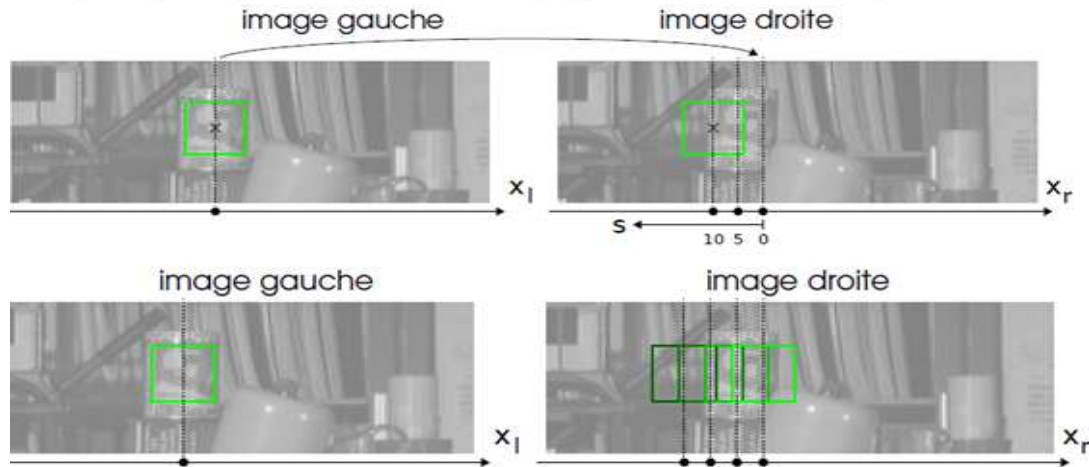 image gauche image droite
x x
x_l x_r
s 10 5 0
image gauche image droite
x_l x_r